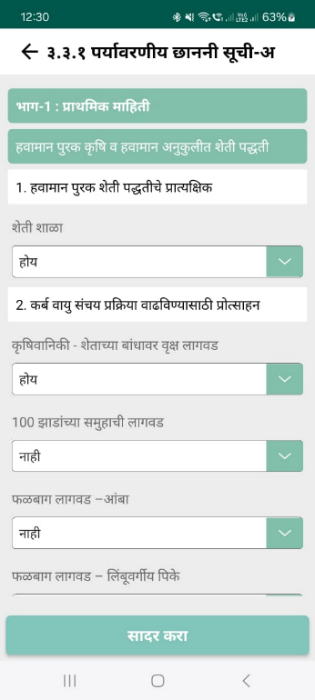 12:30
63%
३.३.१ पर्यावरणीय छाननी सूची-अ
भाग-1 : प्राथमिक माहिती
हवामान पुरक कृषि व हवामान अनुकुलीत शेती पद्धती
1. हवामान पुरक शेती पद्धतीचे प्रात्यक्षिक
शेती शाळा
होय
2. कर्ब वायु संचय प्रक्रिया वाढविण्यासाठी प्रोत्साहन
कृषिवानिकी - शेताच्या बांधावर वृक्ष लागवड
होय
100 झाडांच्या समुहाची लागवड
नाही
फळबाग लागवड –आंबा
नाही
फळबाग लागवड – लिंबूवर्गीय पिके
सादर करा